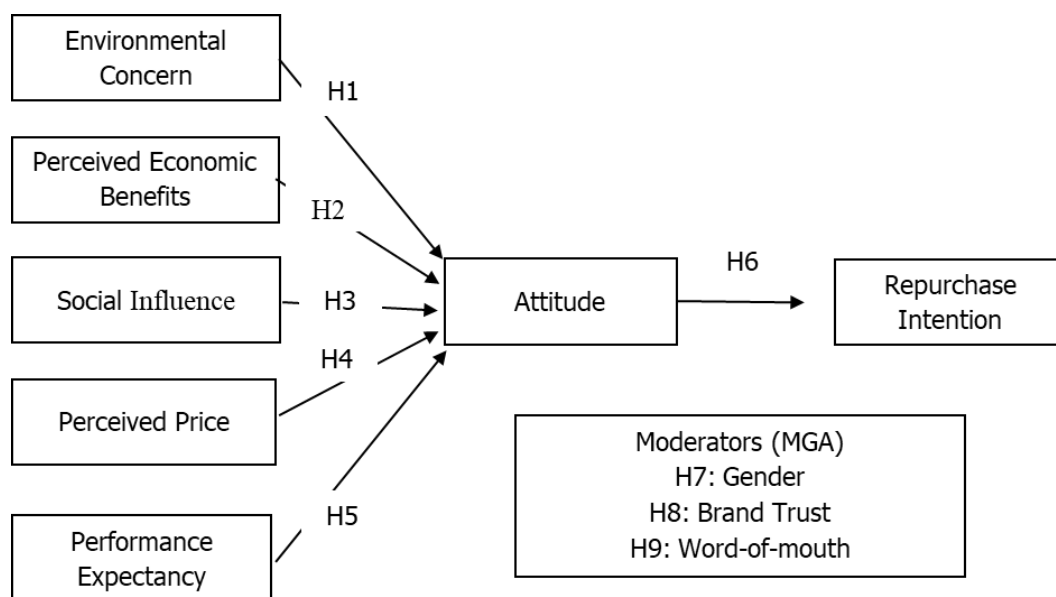 Environmental
Concern
H1
Perceived Economic
Benefits
H2
Social Influence
H3
H4
Perceived Price
H5
Performance
Expectancy
Attitude
H6
Repurchase
Intention
Moderators (MGA)
H7: Gender
H8: Brand Trust
H9: Word-of-mouth